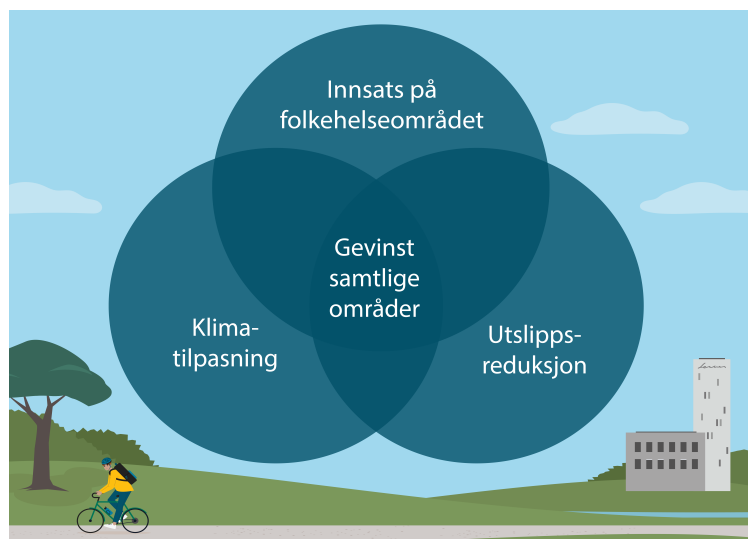 Innsats på
folkehelseområdet
Gevinst
samtlige
områder
Klima-
tilpasning
Utslipps-
reduksjon